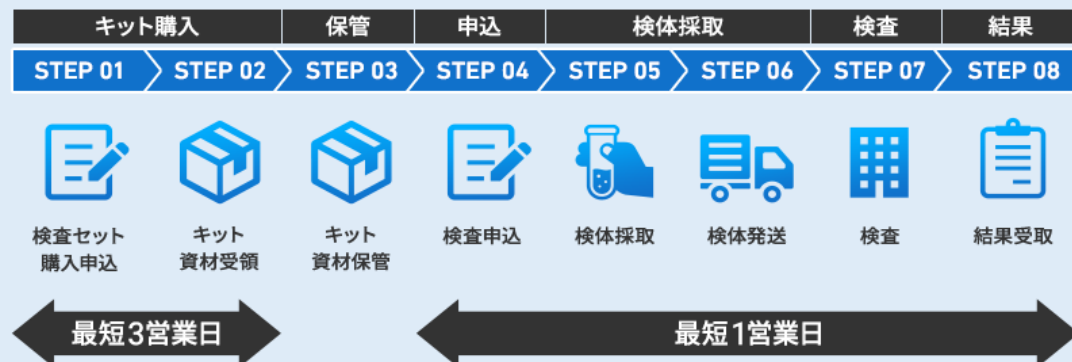 キット購入 保管 申込 検体採取 検査 結果
STEP 01 STEP 02 STEP 03 STEP 04 STEP 05 STEP 06 STEP 07 STEP 08
検査セット キット キット 検査申込 検体採取 検体発送 検査 結果受取
購入申込 資材受領 資材保管
最短3営業日 最短1営業日